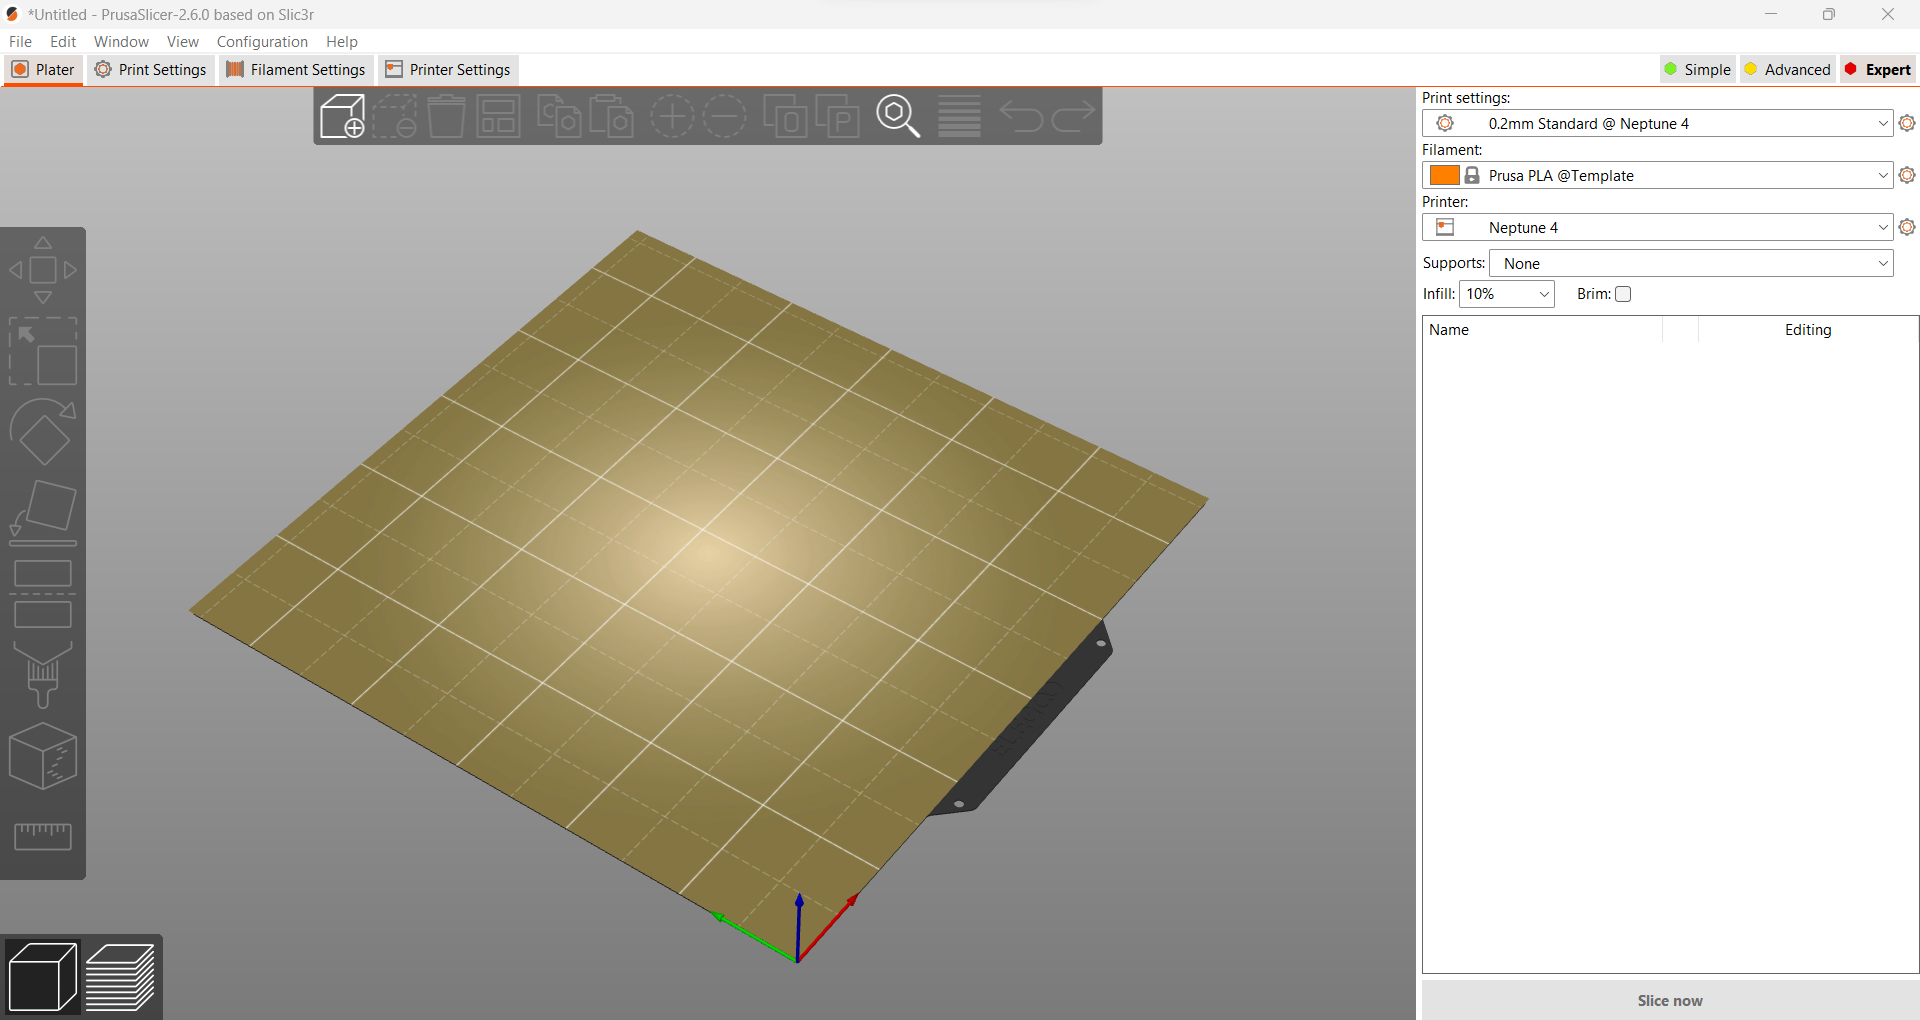 *Untitled - PrusaSlicer-2.6.0 based on Slic3r
File Edit Window View Configuration Help
Plater Print Settings Filament Settings Printer Settings Simple Advanced Expert
Print settings:
0.2mm Standard @ Neptune 4
Filament:
Prusa PLA @Template
Printer:
Neptune 4
Supports: None
Infill: 10% Brim:
Name Editing
Slice now